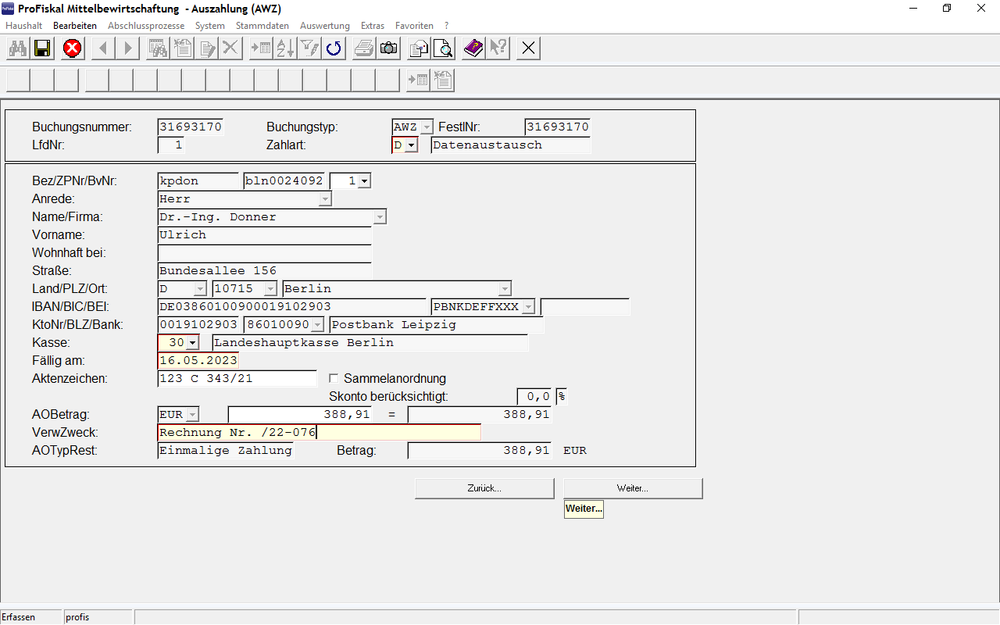 ProFiskal ProFiskal Mittelbewirtschaftung - Auszahlung (AWZ)
Haushalt Bearbeiten Abschlussprozesse System Stammdaten Auswertung Extras Favoriten ?
Buchungsnummer: 31693170 Buchungstyp: AWZ FestlNr: 31693170
LfdNr: 1 Zahlart: D Datenaustausch
Bez/ZPNr/BvNr: kpdon bln0024092 1
Anrede: Herr
Name/Firma: Dr.-Ing. Donner
Vorname: Ulrich
Wohnhaft bei:
Straße: Bundesallee 156
Land/PLZ/Ort: D 10715 Berlin
IBAN/BIC/BEI: DE03860100900019102903 PBNKDEFFXXX
KtoNr/BLZ/Bank: 0019102903 86010090 Postbank Leipzig
Kasse: 30 Landeshauptkasse Berlin
Fällig am: 16.05.2023
Aktenzeichen: 123 C 343/21 Sammelanordnung
Skonto berücksichtigt: 0,0 %
AOBetrag: EUR 388,91 = 388,91
VerwZweck: Rechnung Nr. /22-076
AOTypRest: Einmalige Zahlung Betrag: 388,91 EUR
Zurück... Weiter...
Weiter...
Erfassen profis